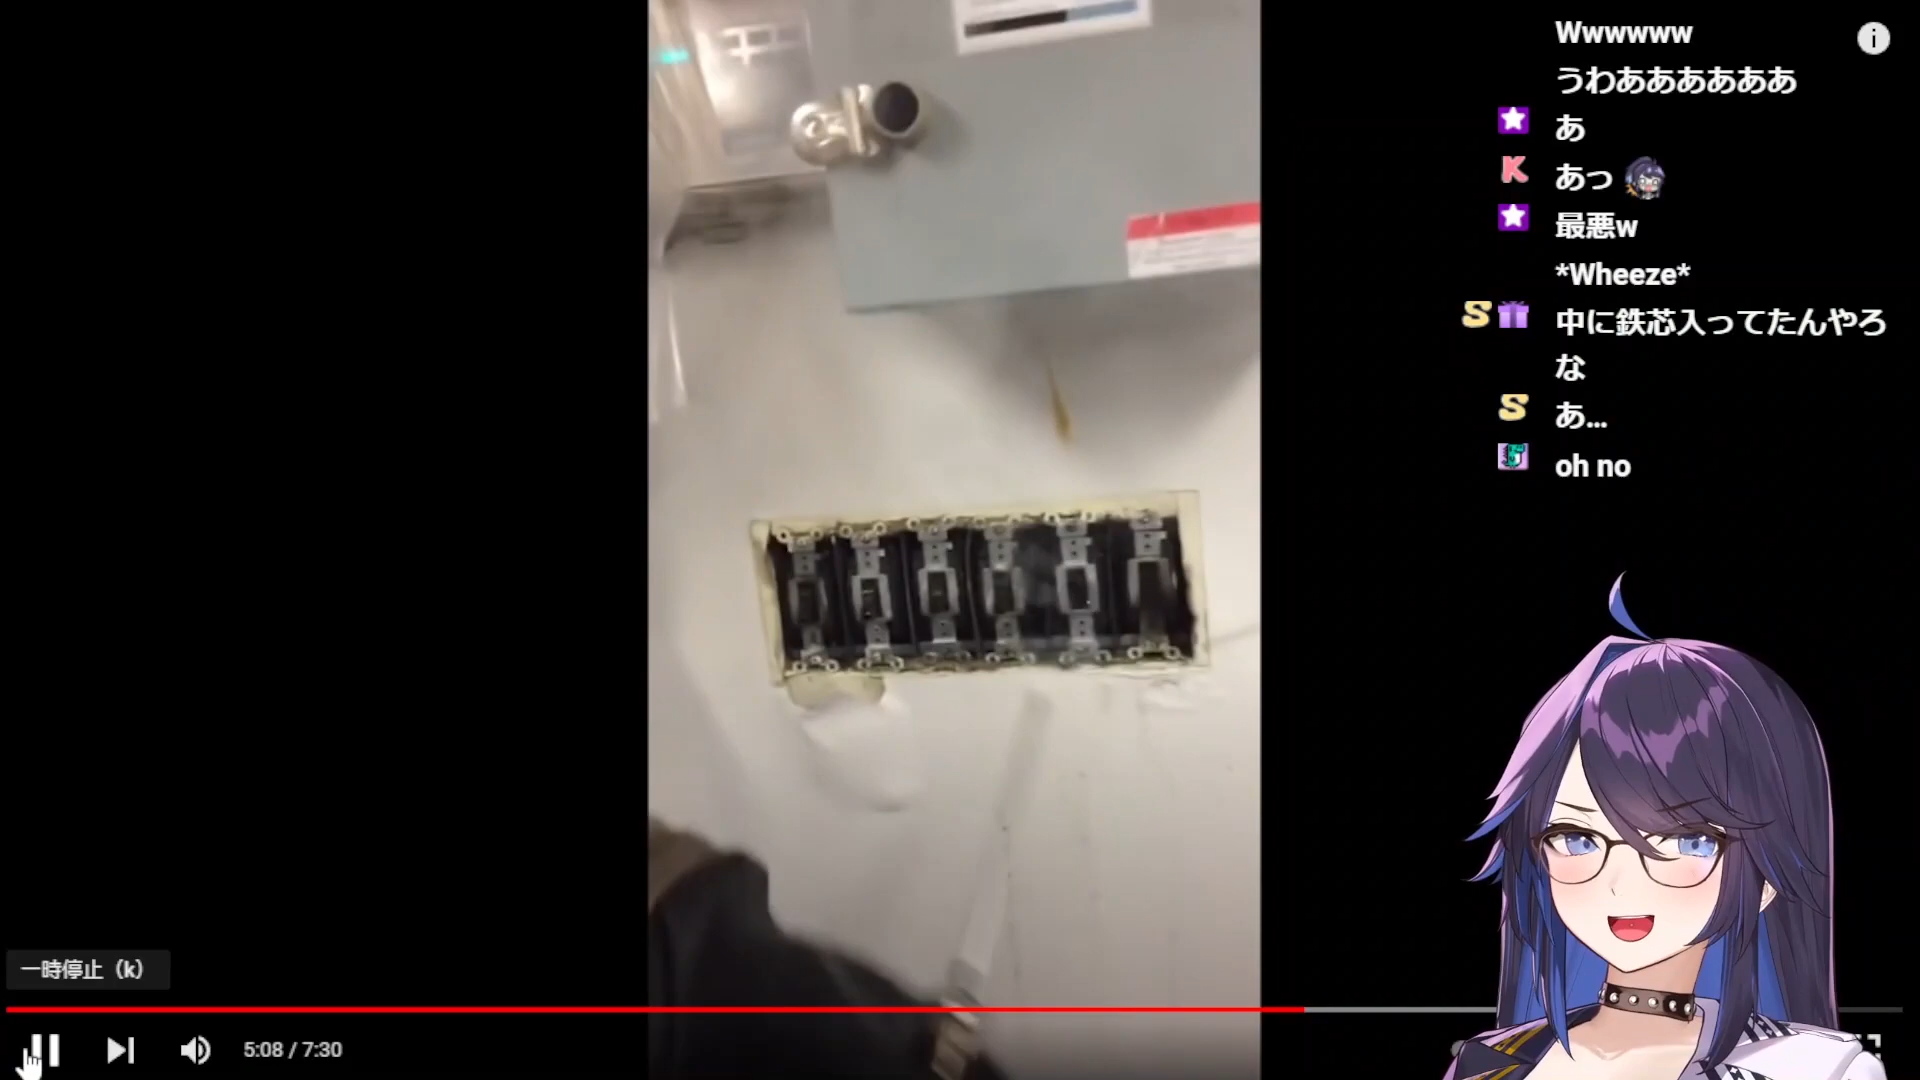 Wwwwww
うわああああああ
あ
K あっ
最悪w
*Wheeze*
S 中に鉄芯入ってたんやろ
な
S あ...
oh no
一時停止（k）
5:08 / 7:30